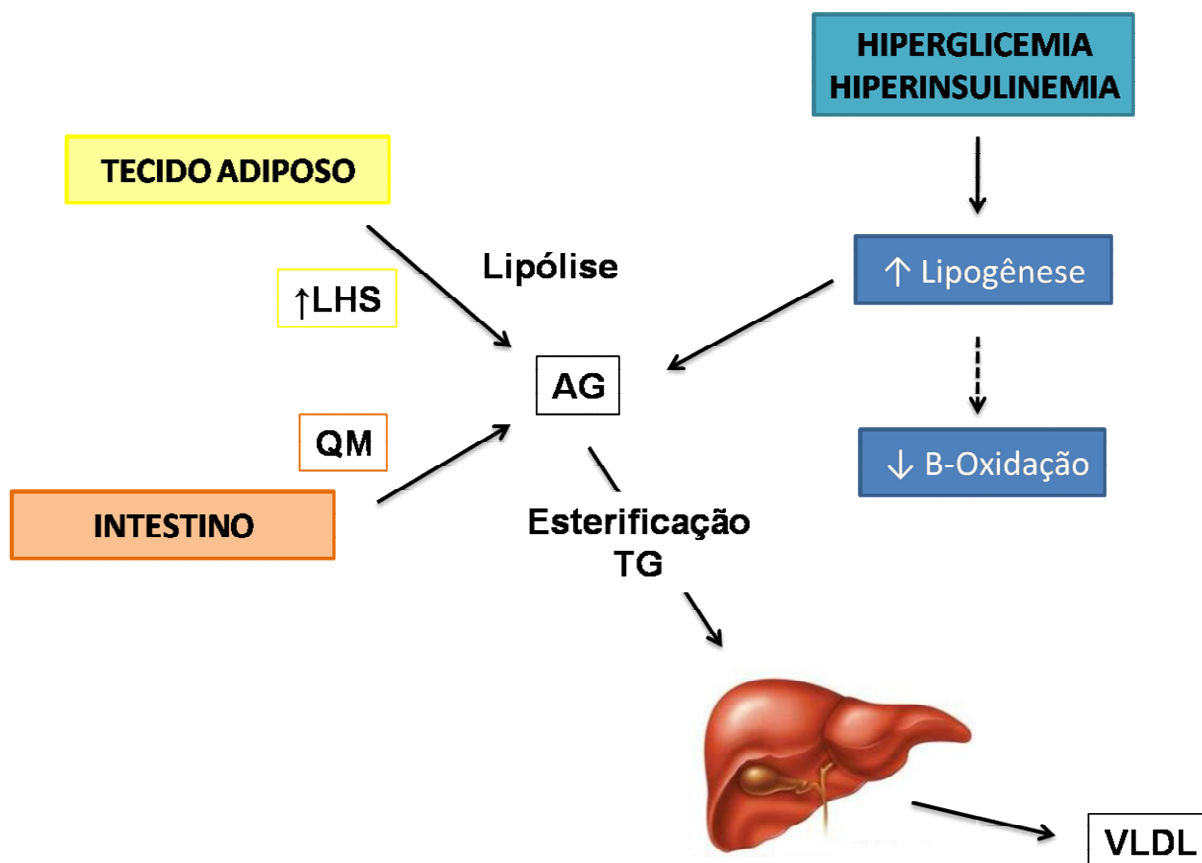 HIPERGLICEMIA
HIPERINSULINEMIA
TECIDO ADIPOSO
Lipólise
↑ Lipogênese
↑LHS
AG
QM
↓ B-Oxidação
INTESTINO
Esterificação
TG
VLDL